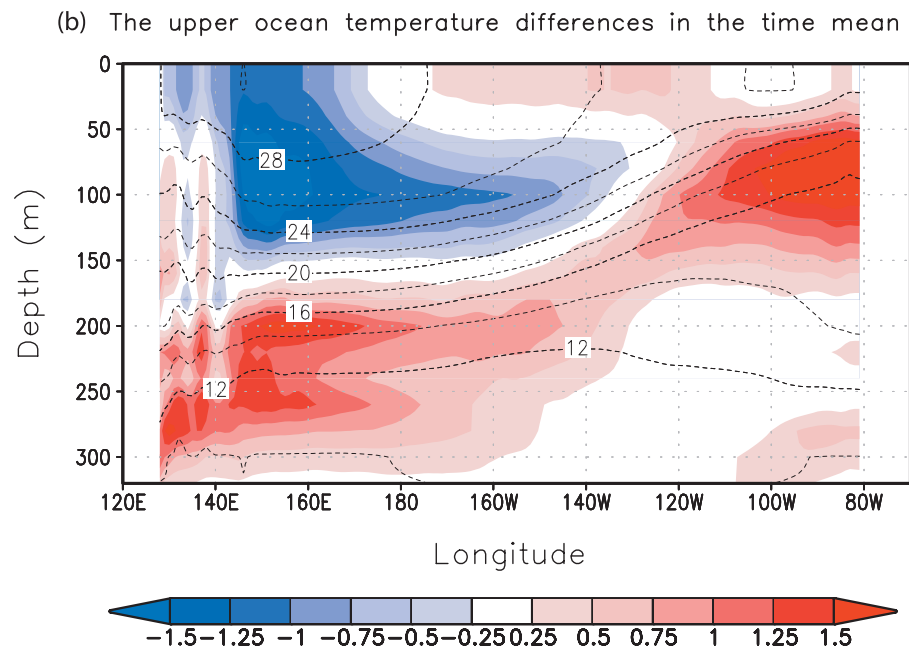 (b) The upper ocean temperature differences in the time mean
0
50
28
100
24
150
20
16
200
12
12
250
300
120E 140E 160E 180 160W 140W 120W 100W 80W
Depth (m)
Longitude
−1.5 −1.25 −1 −0.75 −0.5 −0.25 0.25 0.5 0.75 1 1.25 1.5